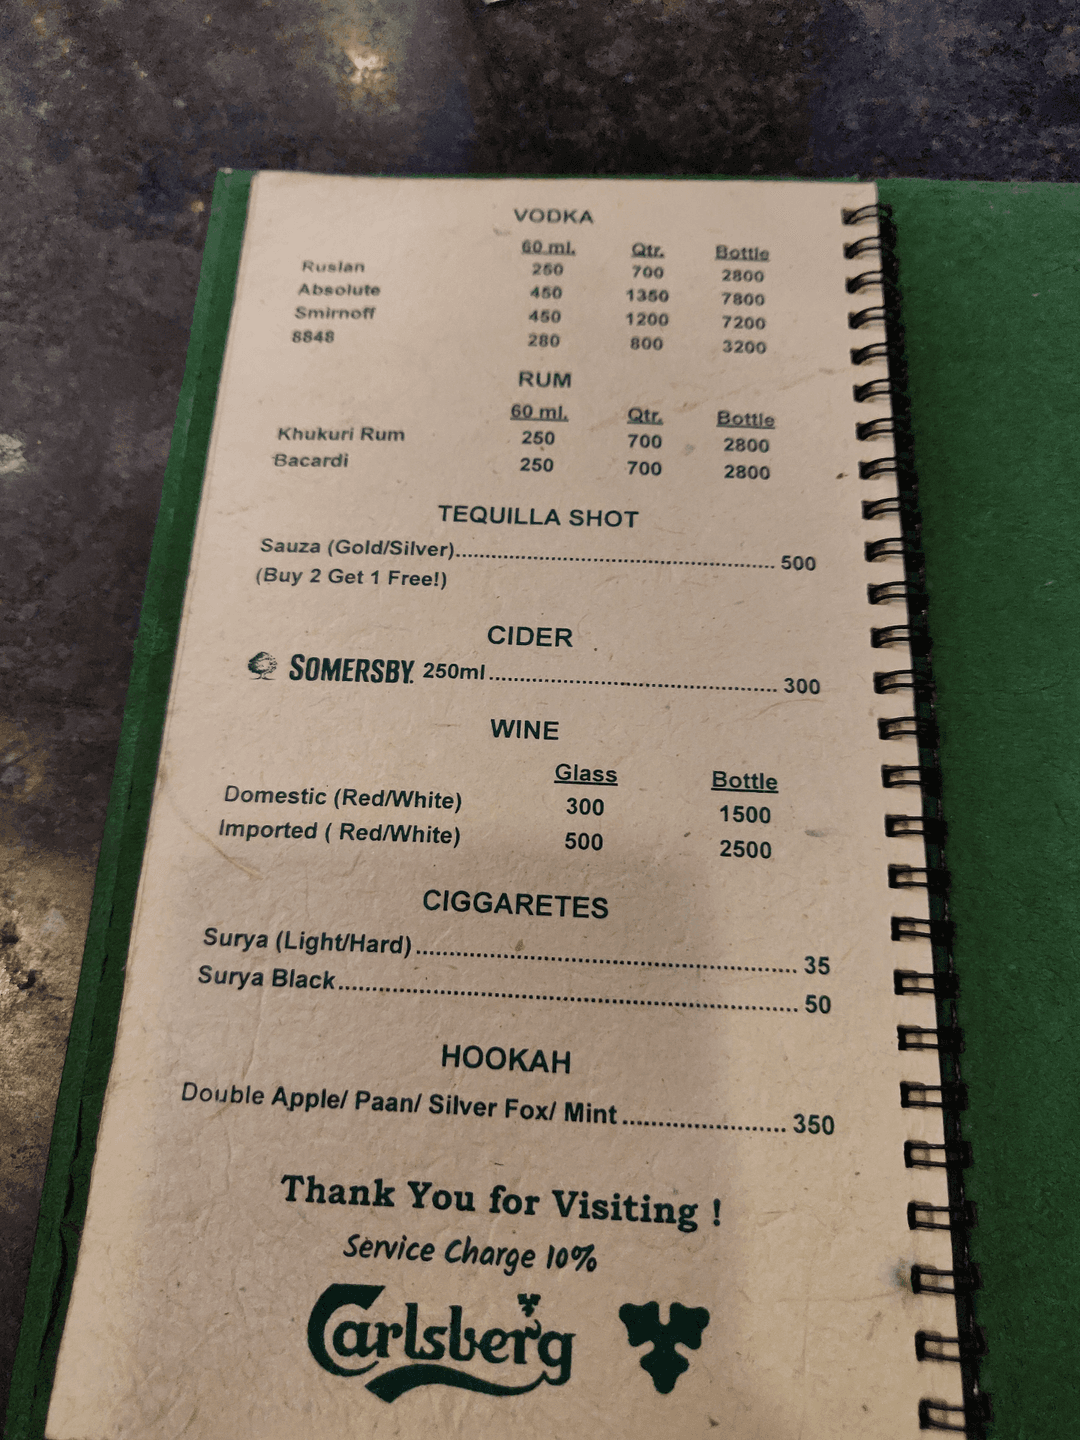 VODKA
60 ml. Qtr. Bottle
Ruslan 250 700 2800
Absolute 450 1350 7800
Smirnoff 450 1200 7200
8848 280 800 3200
RUM
60 ml. Qtr. Bottle
Khukuri Rum 250 700 2800
Bacardi 250 700 2800
TEQUILLA SHOT
Sauza (Gold/Silver)........................................................ 500
(Buy 2 Get 1 Free!)
CIDER
SOMERSBY 250ml.................................................. 300
WINE
Glass Bottle
Domestic (Red/White) 300 1500
Imported ( Red/White) 500 2500
CIGGARETES
Surya (Light/Hard)............................................................ 35
Surya Black........................................................................ 50
HOOKAH
Double Apple/ Paan/ Silver Fox/ Mint........................ 350
Thank You for Visiting !
Service Charge 10%
Carlsberg